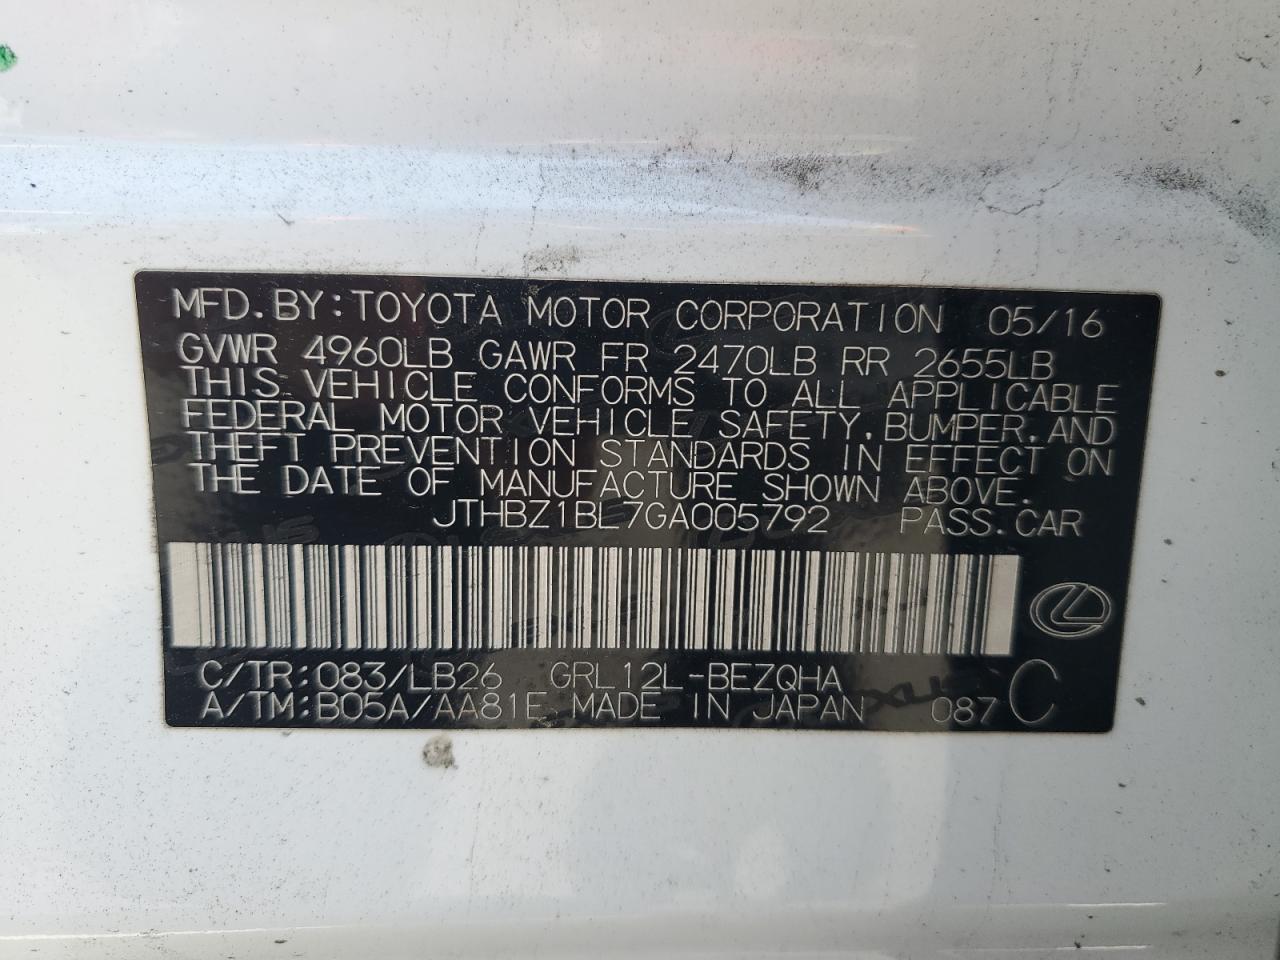 MFD. BY: TOYOTA MOTOR CORPORATION 05/16
GVWR 4960LB GAWR FR 2470LB RR 2655LB
THIS VEHICLE CONFORMS TO ALL APPLICABLE
FEDERAL MOTOR VEHICLE SAFETY, BUMPER, AND
THEFT PREVENTION STANDARDS IN EFFECT ON
THE DATE OF MANUFACTURE SHOWN ABOVE.
JTHBZ1BL7GA005792 PASS. CAR
C/TR: 083/LB26 GRL12L-BEZQHA
A/TM: B05A/AA81E MADE IN JAPAN 087 C